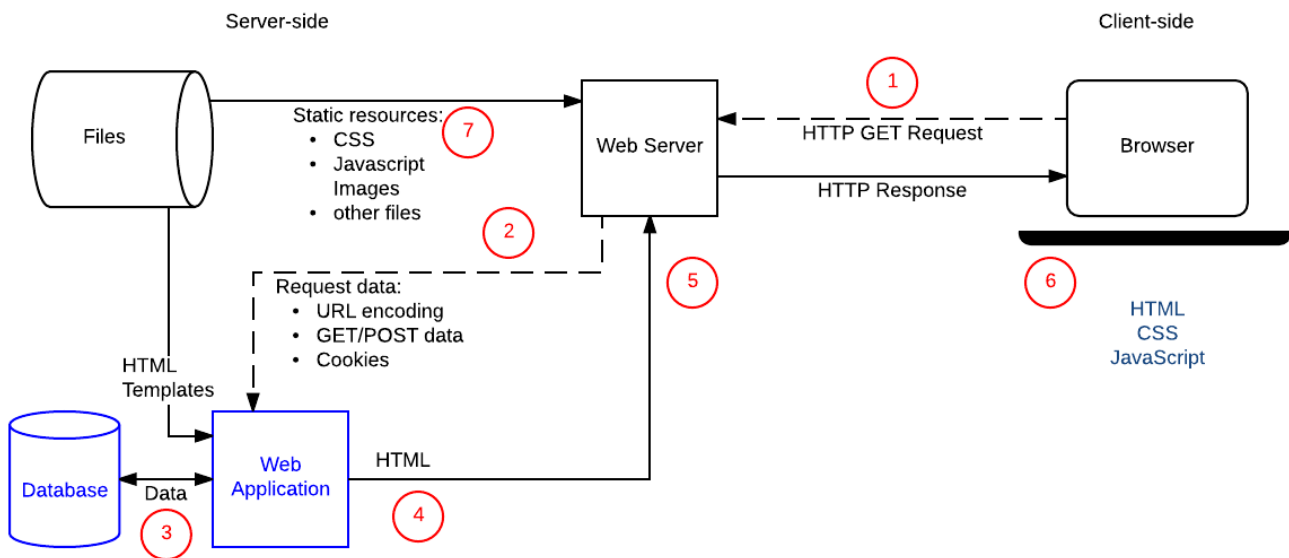 Server-side
Client-side
Files
Static resources:
• CSS
• Javascript
Images
• other files
7
Web Server
1
HTTP GET Request
HTTP Response
Browser
2
Request data:
• URL encoding
• GET/POST data
• Cookies
5
6
HTML
CSS
JavaScript
HTML
Templates
Database
Data
3
Web
Application
HTML
4